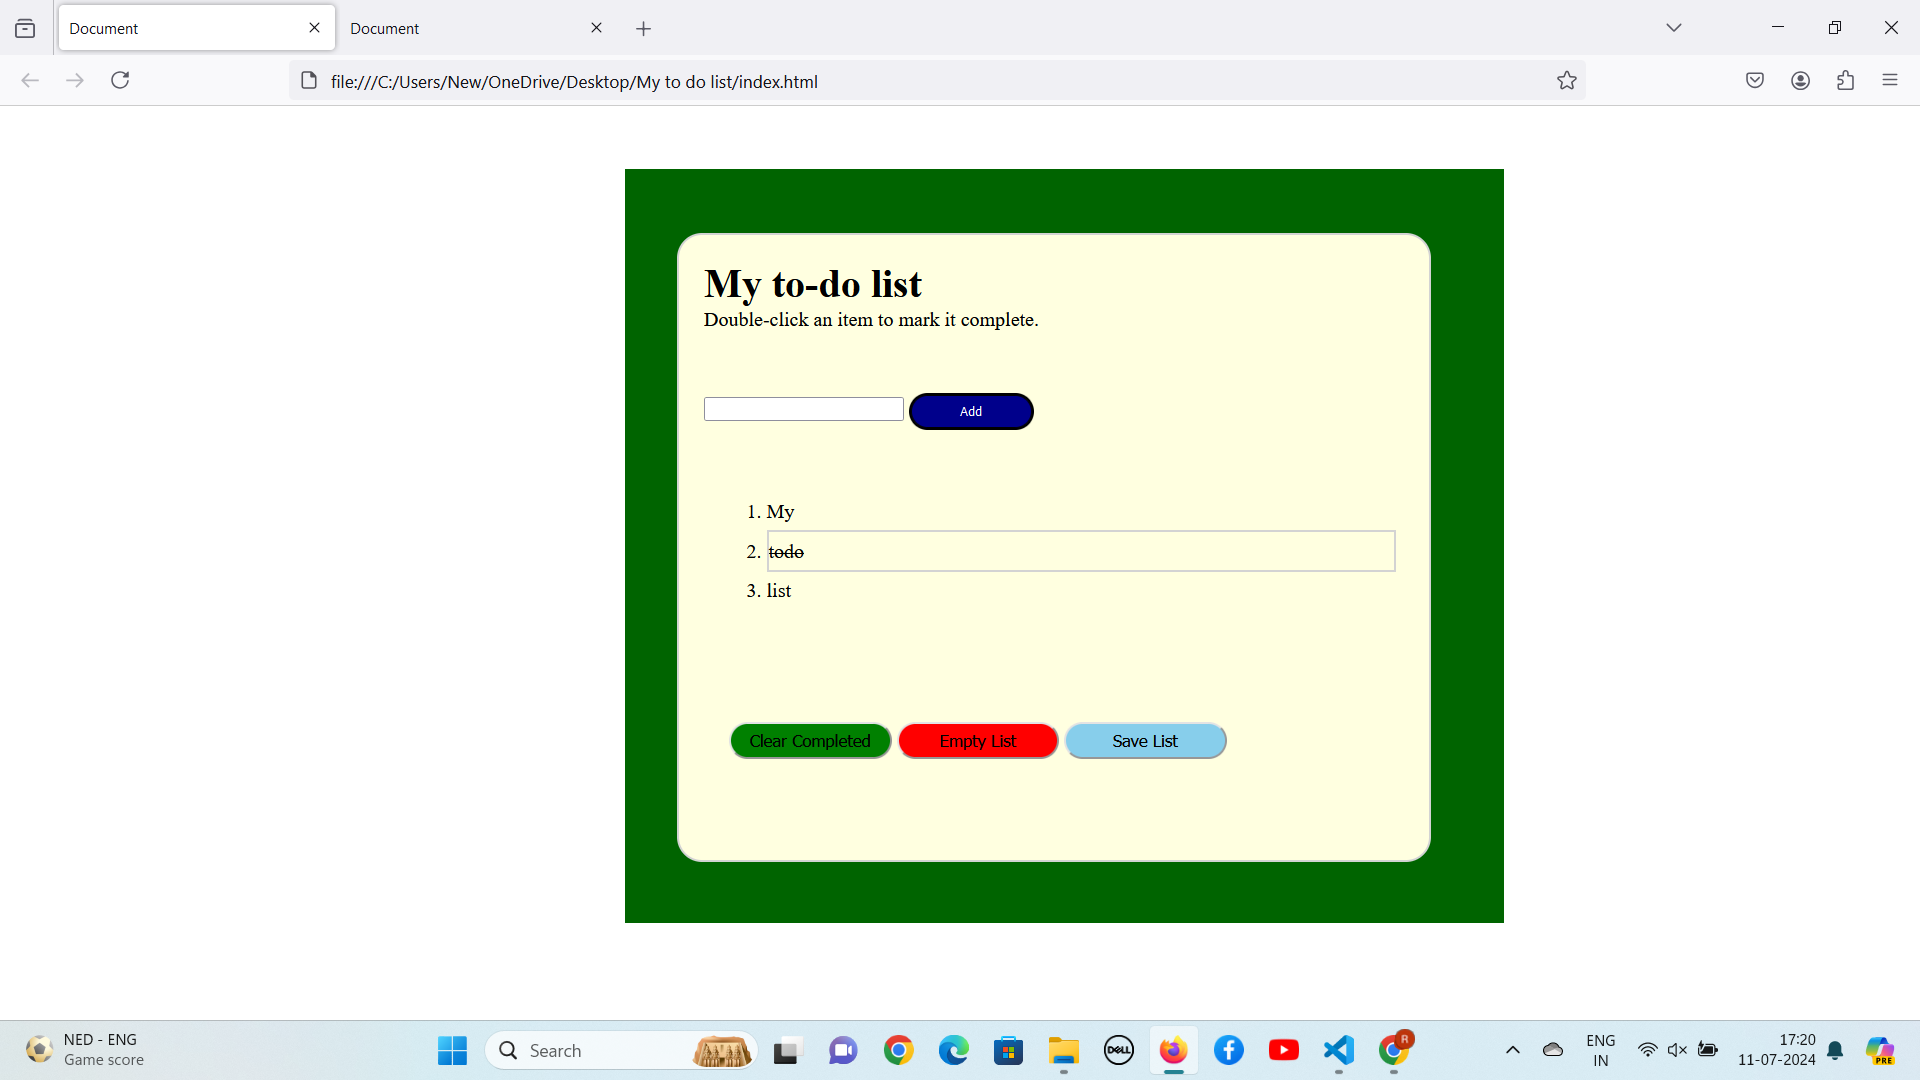 Document
Document
file:///C:/Users/New/OneDrive/Desktop/My to do list/index.html
My to-do list
Double-click an item to mark it complete.
Add
1. My
2. todo
3. list
Clear Completed
Empty List
Save List
NED - ENG
Game score
Search
DELL
R
ENG
IN
17:20
11-07-2024
PRE